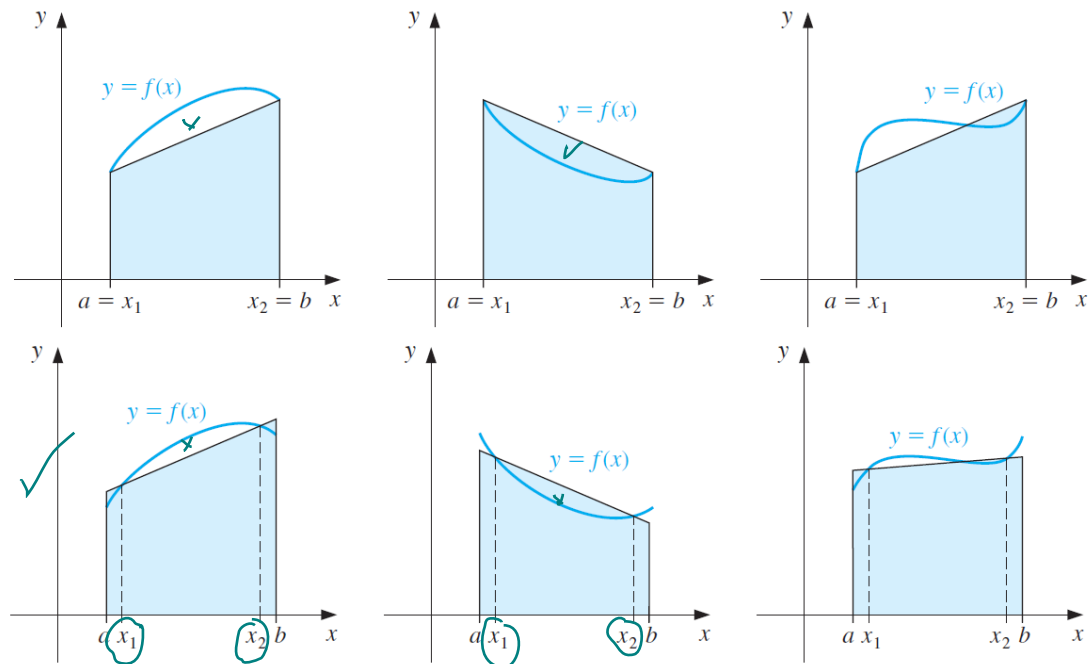 y y y
y = f(x) y = f(x) y = f(x)
a = x₁ x₂ = b x a = x₁ x₂ = b x a = x₁ x₂ = b x
y y y
y = f(x) y = f(x) y = f(x)
a x₁ x₂ b x a x₁ x₂ b x a x₁ x₂ b x